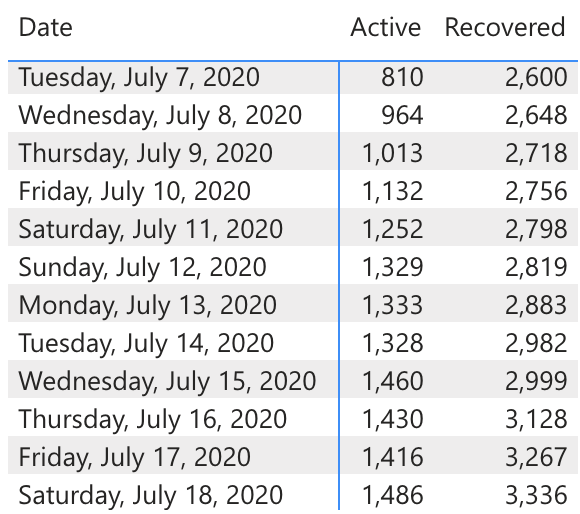 Date Active Recovered
Tuesday, July 7, 2020 810 2,600
Wednesday, July 8, 2020 964 2,648
Thursday, July 9, 2020 1,013 2,718
Friday, July 10, 2020 1,132 2,756
Saturday, July 11, 2020 1,252 2,798
Sunday, July 12, 2020 1,329 2,819
Monday, July 13, 2020 1,333 2,883
Tuesday, July 14, 2020 1,328 2,982
Wednesday, July 15, 2020 1,460 2,999
Thursday, July 16, 2020 1,430 3,128
Friday, July 17, 2020 1,416 3,267
Saturday, July 18, 2020 1,486 3,336